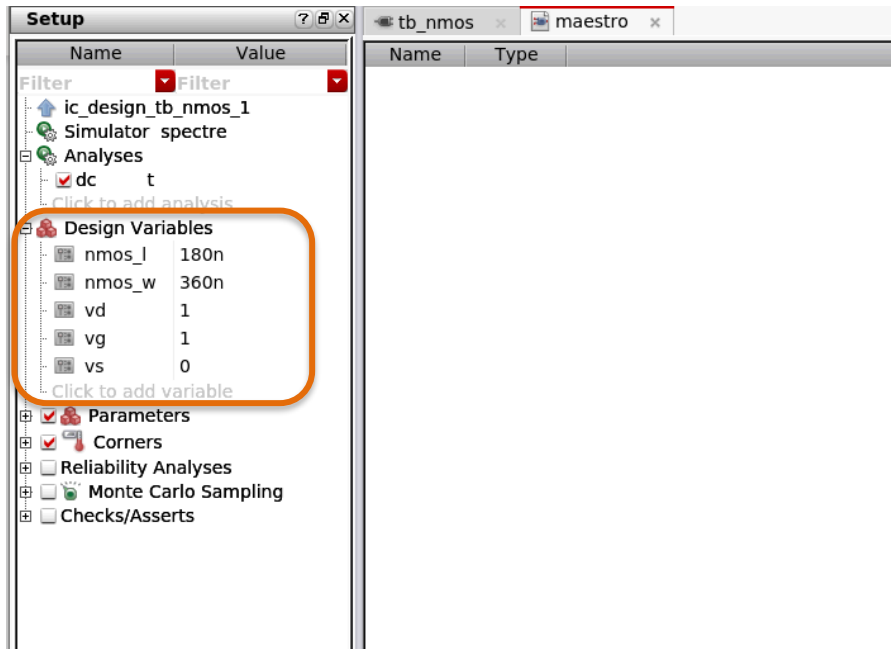 Setup
tb_nmos
maestro
Name Value
Name Type
Filter Filter
ic_design_tb_nmos_1
Simulator spectre
Analyses
dc t
Click to add analysis
Design Variables
nmos_l 180n
nmos_w 360n
vd 1
vg 1
vs 0
Click to add variable
Parameters
Corners
Reliability Analyses
Monte Carlo Sampling
Checks/Asserts